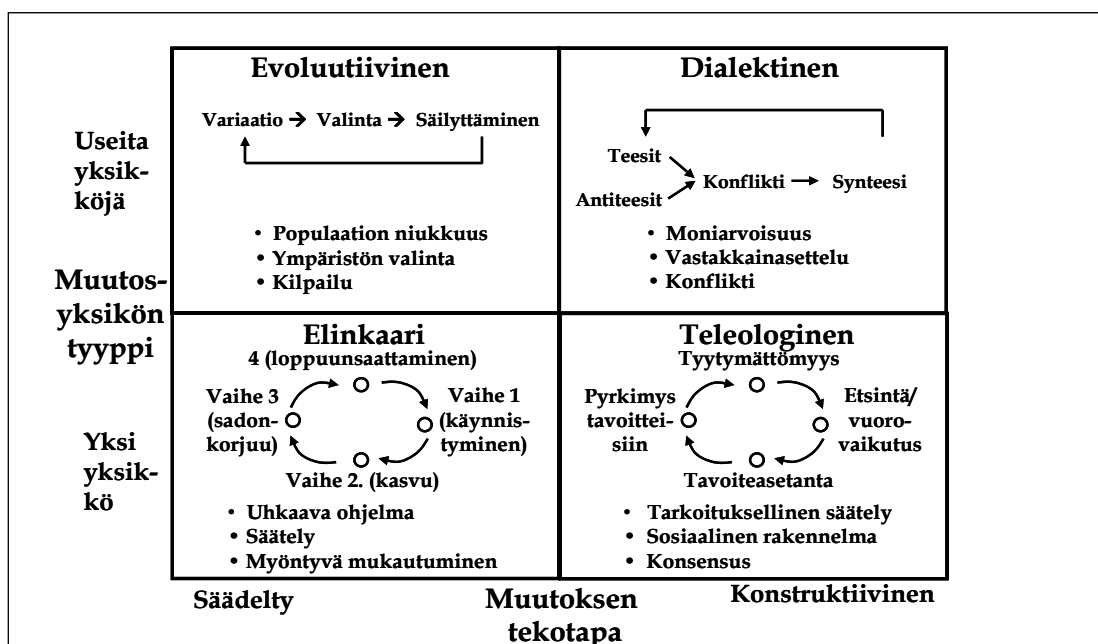 Evoluutiivinen
Variaatio → Valinta → Säilyttäminen
• Populaation niukkuus
• Ympäristön valinta
• Kilpailu
Dialektinen
Teesit
Antiteesit
Konflikti → Synteesi
• Moniarvoisuus
• Vastakkainasettelu
• Konflikti
Useita
yksik-
köjä
Muutos-
yksikön
tyyppi
Yksi
yksik-
kö
Elinkaari
4 (loppuunsaattaminen)
Vaihe 3
(sadon-
korjuu)
Vaihe 1
(käynnis-
tyminen)
Vaihe 2. (kasvu)
• Uhkaava ohjelma
• Säätely
• Myöntyvä mukautuminen
Teleologinen
Tyytymättömyys
Pyrkimys
tavoittei-
siin
Etsintä/
vuoro-
vaikutus
Tavoiteasetanta
• Tarkoituksellinen säätely
• Sosiaalinen rakennelma
• Konsensus
Säädelty
Muutoksen
tekotapa
Konstruktiivinen